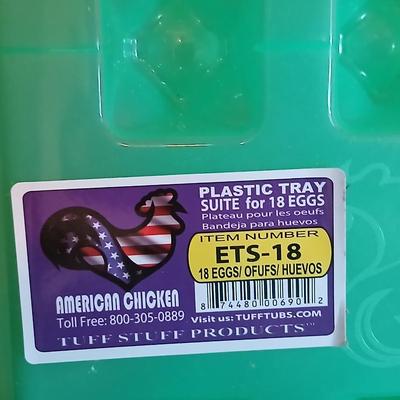 PLASTIC TRAY
SUITE for 18 EGGS
Plateau pour les oeufs
Bandeja para huevos
ITEM NUMBER
ETS-18
18 EGGS/ OFUFS/ HUEVOS
8 74480 00690 2
AMERICAN CHICKEN
Toll Free: 800-305-0889
Visit us: TUFFTUBS.COM
TUFF STUFF PRODUCTS™